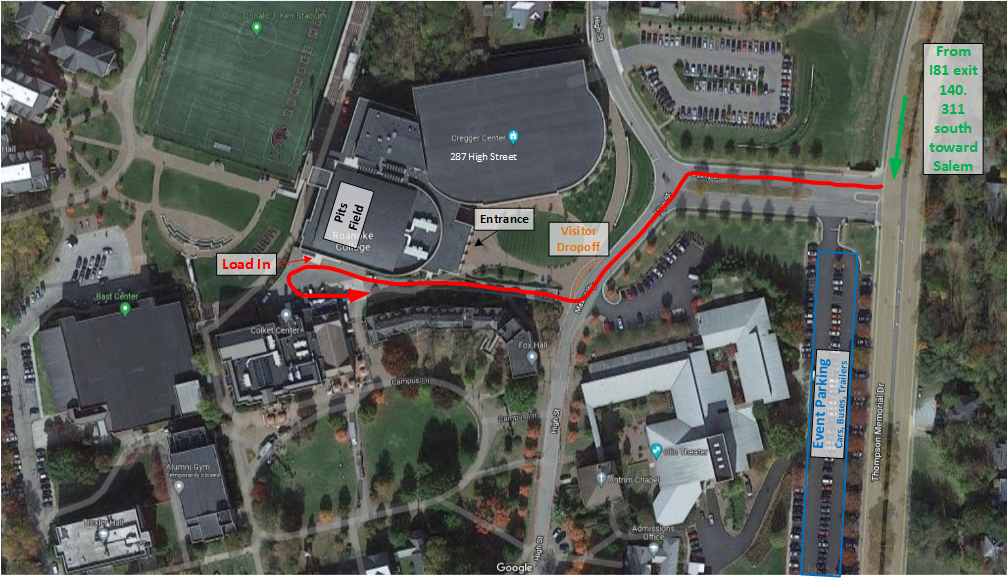 Donald J. Kerr Stadium
High St
From
I81 exit
140.
311
south
toward
Salem
Cregger Center
287 High Street
Hall
Pits
Field
Entrance
Roanoke
College
Visitor
Dropoff
Load In
Bast Center
Colket Center
Fox Hall
Campus Ln
Campus Ln
High St
Event Parking
Cars, Buses, Trailers
Thompson Memorial Dr
Olin Theater
Alumni Gym
Temporarily closed
Antrim Chapel
Admissions
Office
High St
Google